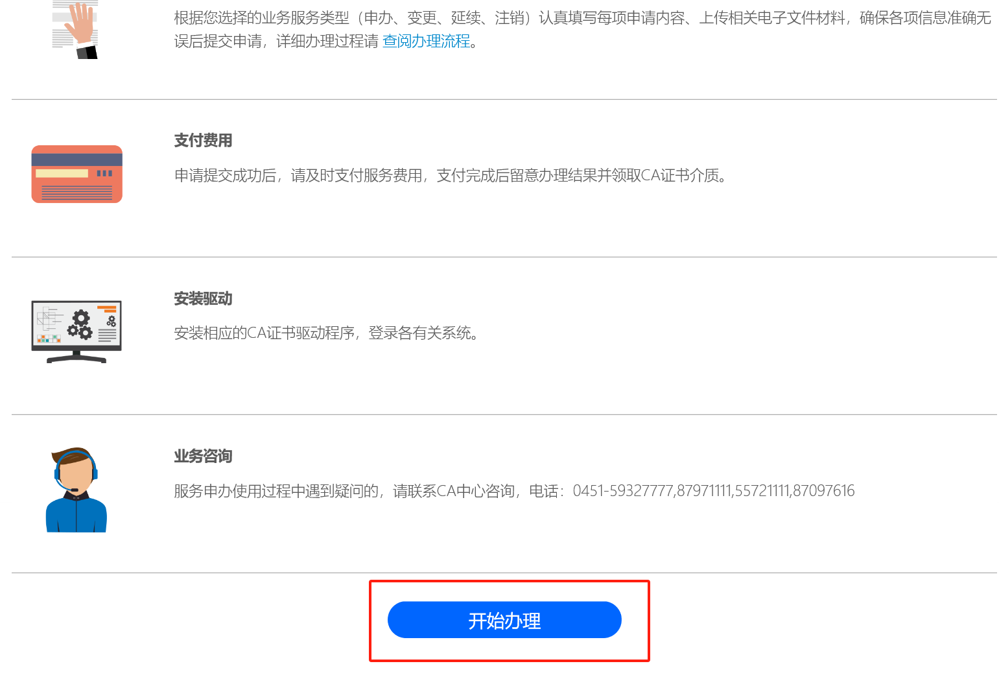 根据您选择的业务服务类型（申办、变更、延续、注销）认真填写每项申请内容、上传相关电子文件材料，确保各项信息准确无
误后提交申请，详细办理过程请 查阅办理流程。
支付费用
申请提交成功后，请及时支付服务费用，支付完成后留意办理结果并领取CA证书介质。
安装驱动
安装相应的CA证书驱动程序，登录各有关系统。
业务咨询
服务申办使用过程中遇到疑问的，请联系CA中心咨询，电话：0451-59327777,87971111,55721111,87097616
开始办理